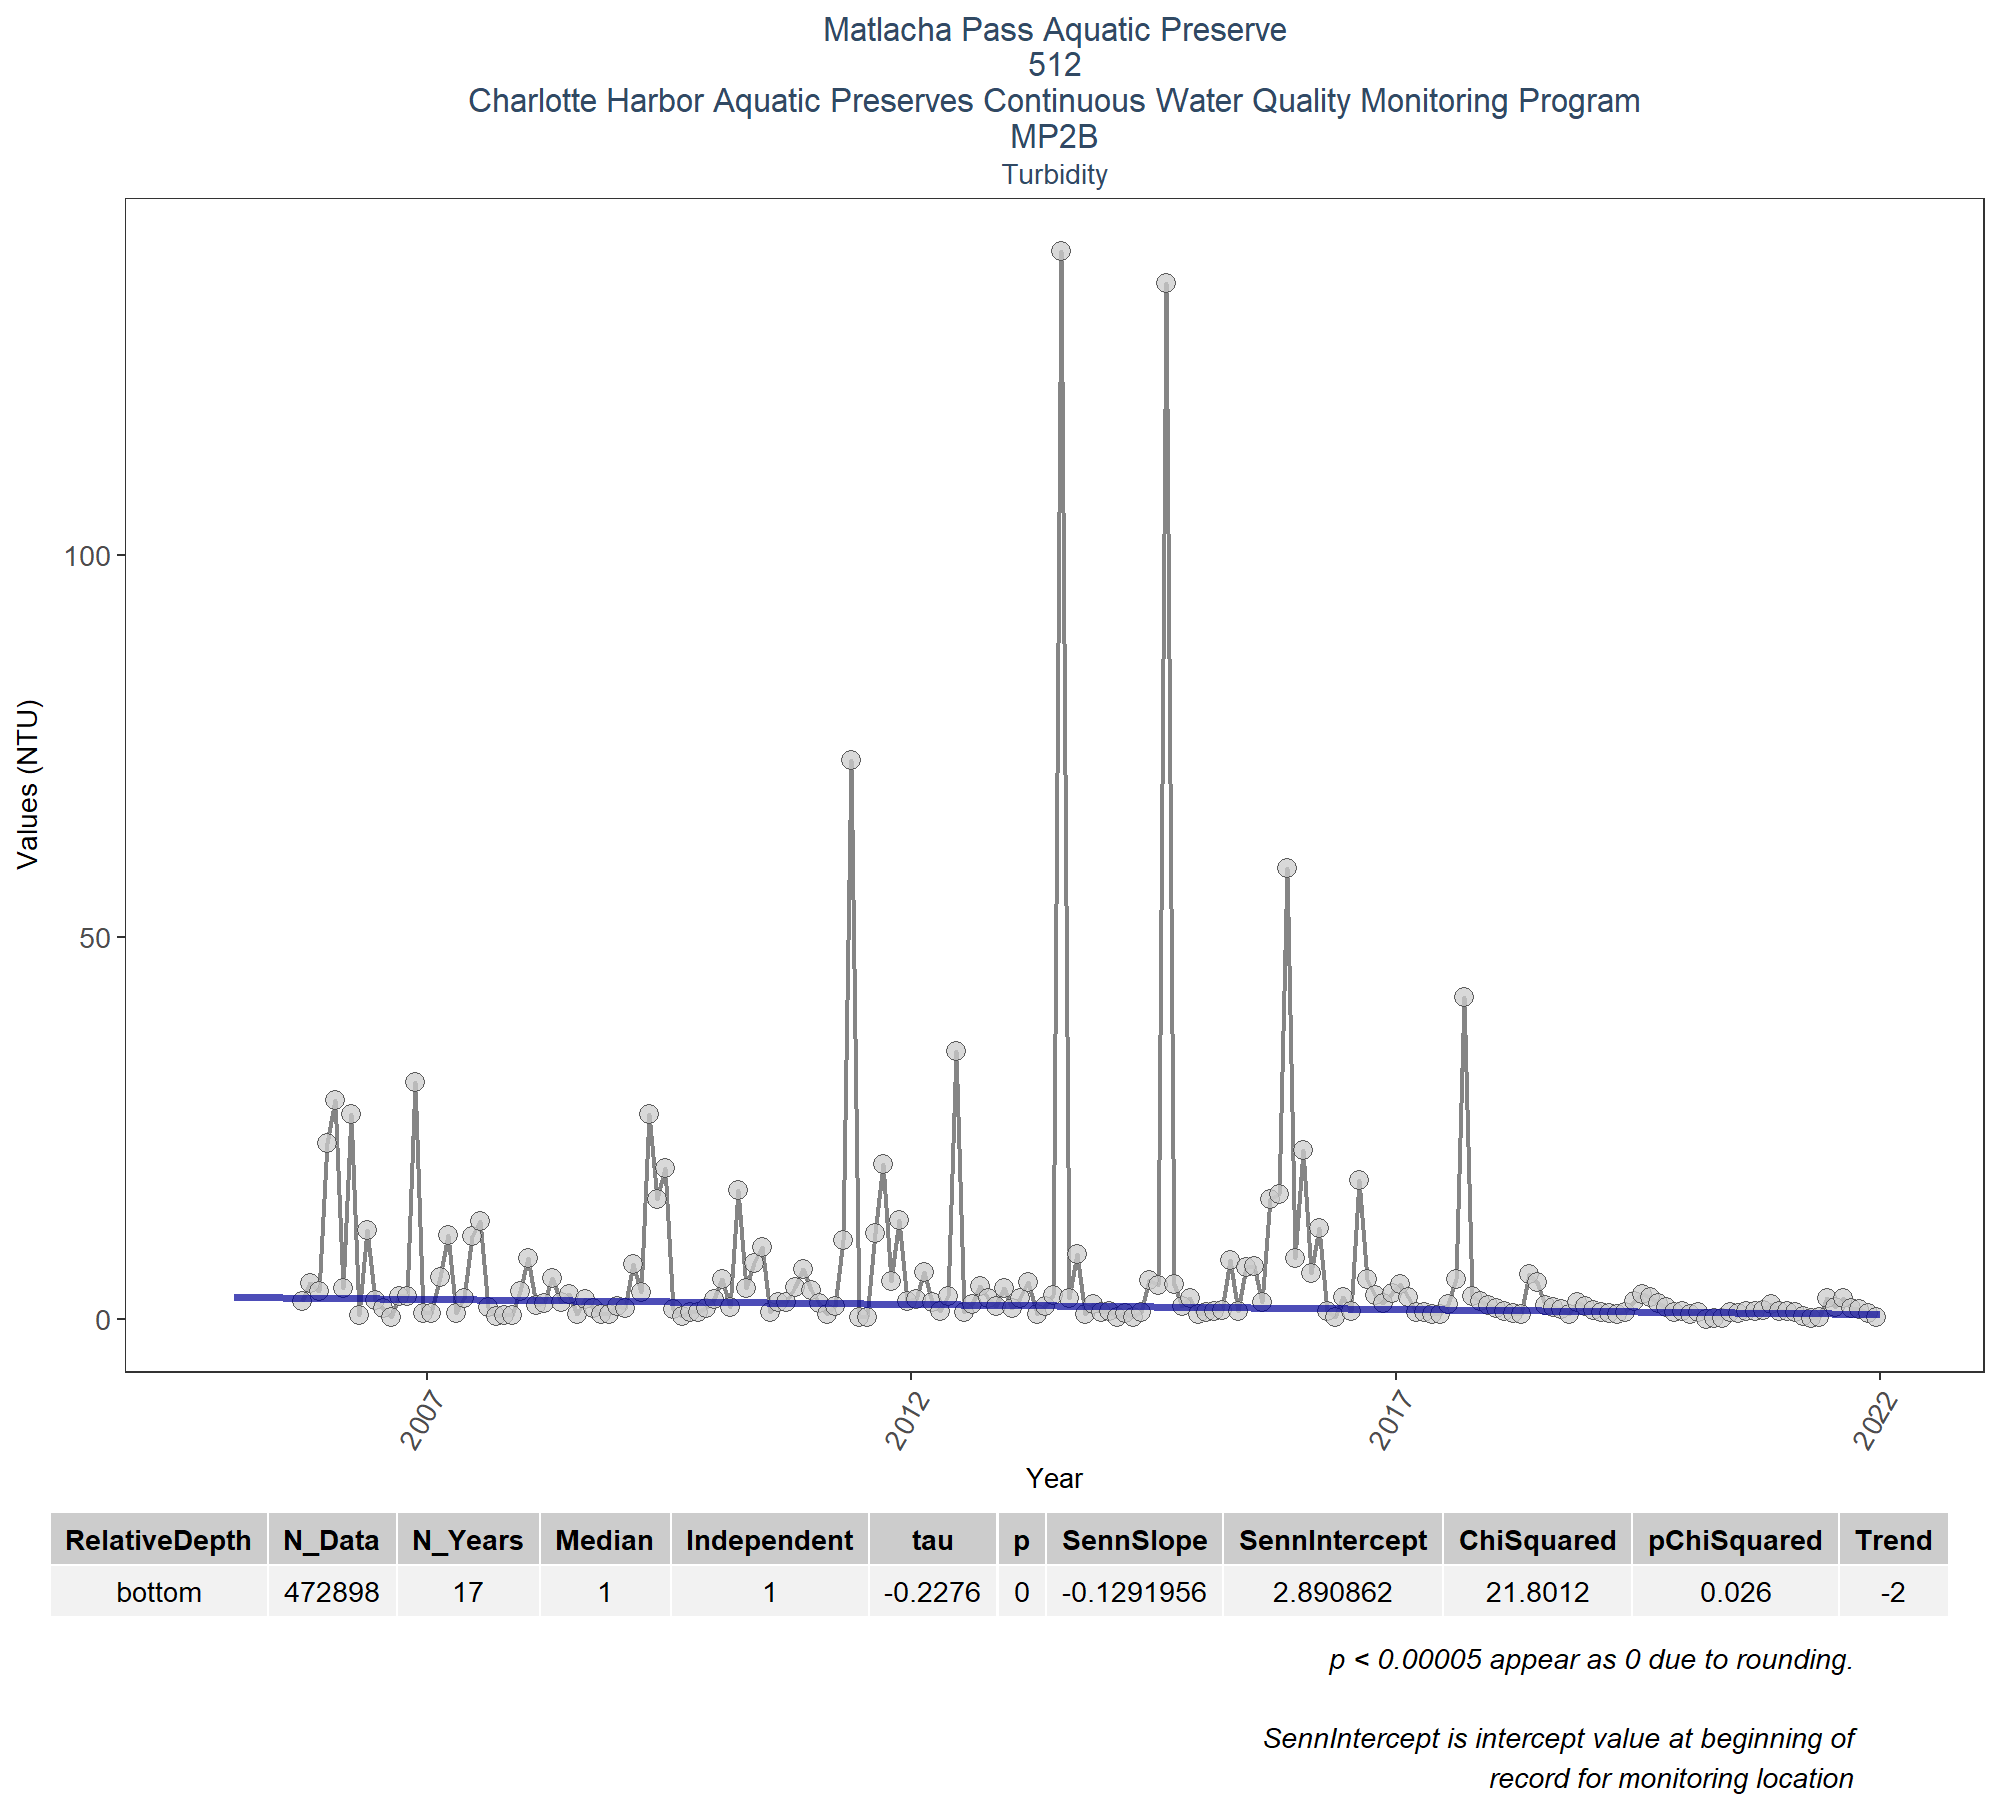 Matlacha Pass Aquatic Preserve
512
Charlotte Harbor Aquatic Preserves Continuous Water Quality Monitoring Program
MP2B
Turbidity
Values (NTU)
100
50
0
2007
2012
2017
2022
Year
RelativeDepth N_Data N_Years Median Independent tau p SennSlope SennIntercept ChiSquared pChiSquared Trend
bottom 472898 17 1 1 -0.2276 0 -0.1291956 2.890862 21.8012 0.026 -2
p < 0.00005 appear as 0 due to rounding.
SennIntercept is intercept value at beginning of
record for monitoring location